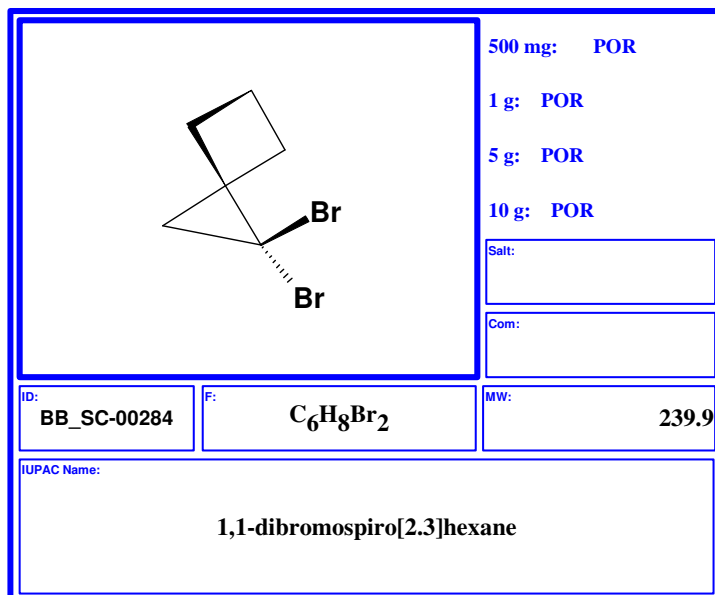 500 mg: POR
1 g: POR
5 g: POR
10 g: POR
Br
Br
Salt:
Com:
ID:
BB_SC-00284
F:
C6H8Br2
MW:
239.9
IUPAC Name:
1,1-dibromospiro[2.3]hexane